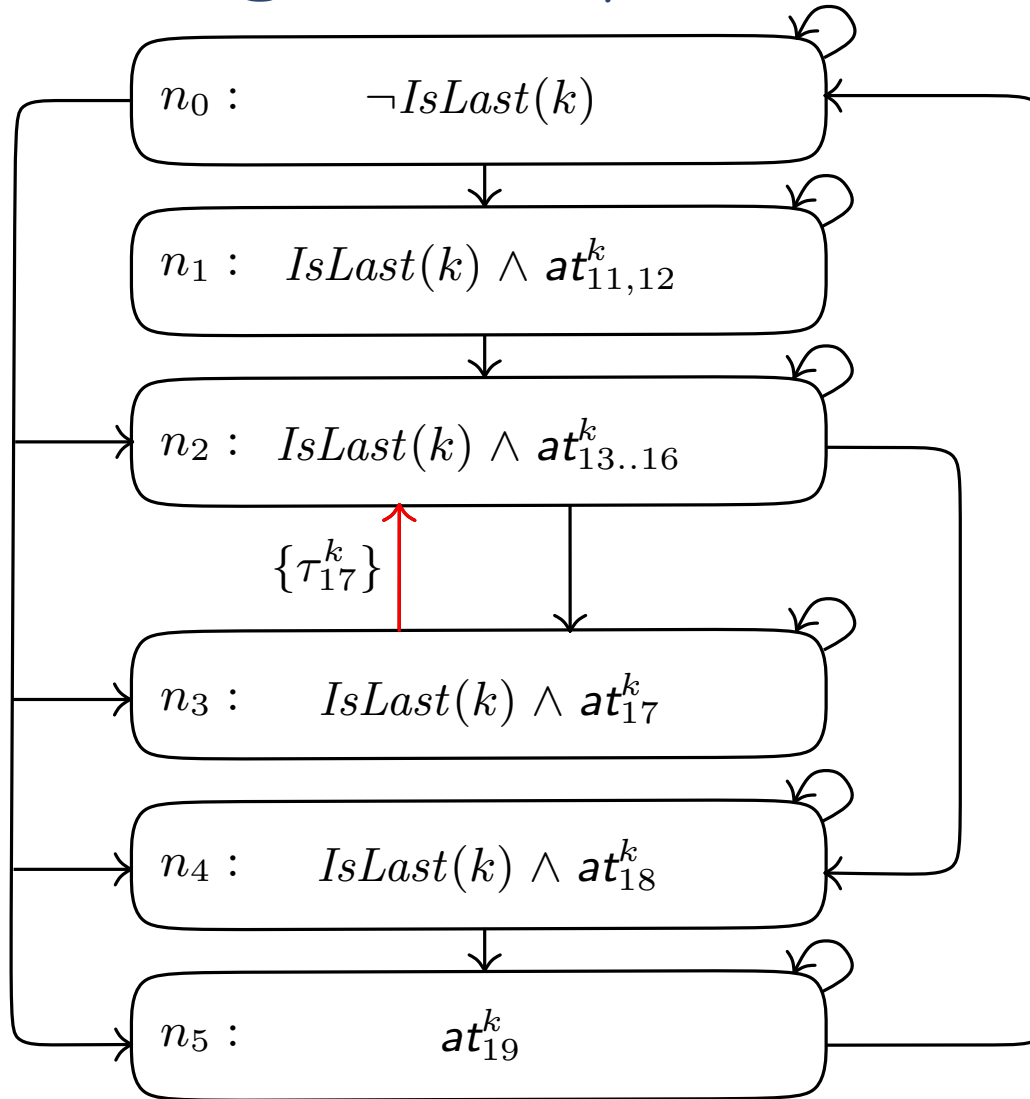 n₀ : ¬IsLast(k)
n₁ : IsLast(k) ∧ at^k_{11,12}
n₂ : IsLast(k) ∧ at^k_{13..16}
{τ^k_{17}}
n₃ : IsLast(k) ∧ at^k_{17}
n₄ : IsLast(k) ∧ at^k_{18}
n₅ : at^k_{19}